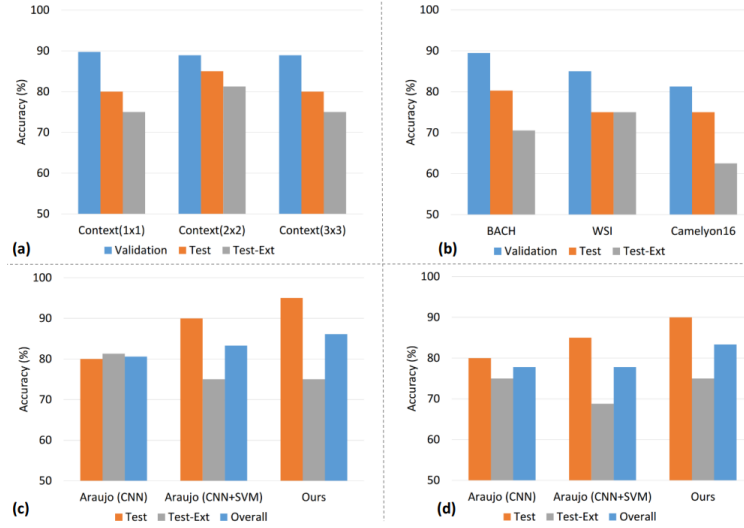 100
90
80
70
60
50
Accuracy (%)
Context(1x1) Context(2x2) Context(3x3)
(a)
Validation Test Test-Ext
100
90
80
70
60
50
Accuracy (%)
BACH WSI Camelyon16
(b)
Validation Test Test-Ext
100
90
80
70
60
50
Accuracy (%)
Araujo (CNN) Araujo (CNN+SVM) Ours
(c)
Test Test-Ext Overall
100
90
80
70
60
50
Accuracy (%)
Araujo (CNN) Araujo (CNN+SVM) Ours
(d)
Test Test-Ext Overall